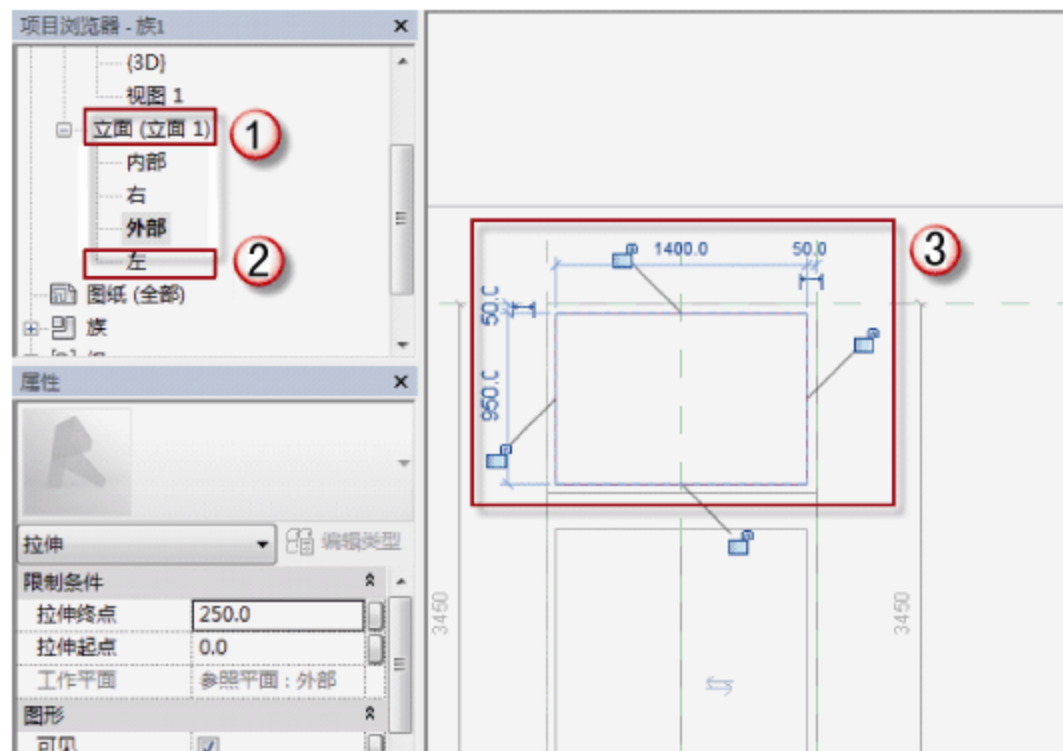 项目浏览器 - 族1
{3D}
视图 1
立面 (立面 1)
1
内部
右
外部
左
2
图纸 (全部)
族
属性
拉伸
编辑类型
限制条件
拉伸终点 250.0
拉伸起点 0.0
工作平面 参照平面 : 外部
图形
可见
1400.0
50.0
3
50.0
950.0
3450
3450